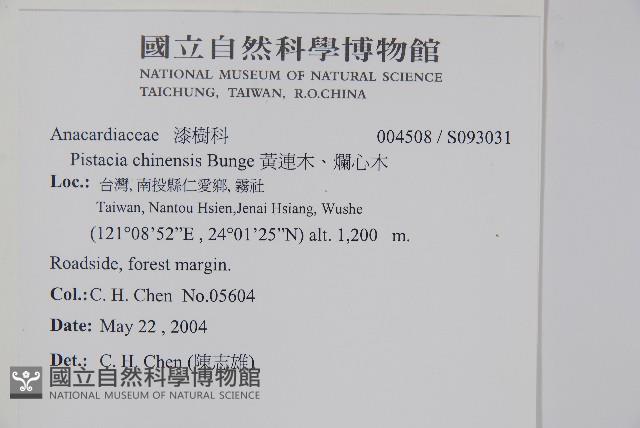 國立自然科學博物館
NATIONAL MUSEUM OF NATURAL SCIENCE
TAICHUNG, TAIWAN, R.O.CHINA
Anacardiaceae 漆樹科 004508 / S093031
Pistacia chinensis Bunge 黃連木、爛心木
Loc.: 台灣, 南投縣仁愛鄉, 霧社
Taiwan, Nantou Hsien,Jenai Hsiang, Wushe
(121°08’52”E , 24°01’25”N) alt. 1,200 m.
Roadside, forest margin.
Col.: C. H. Chen No.05604
Date: May 22 , 2004
Det.: C. H. Chen (陳志雄)
國立自然科學博物館
NATIONAL MUSEUM OF NATURAL SCIENCE